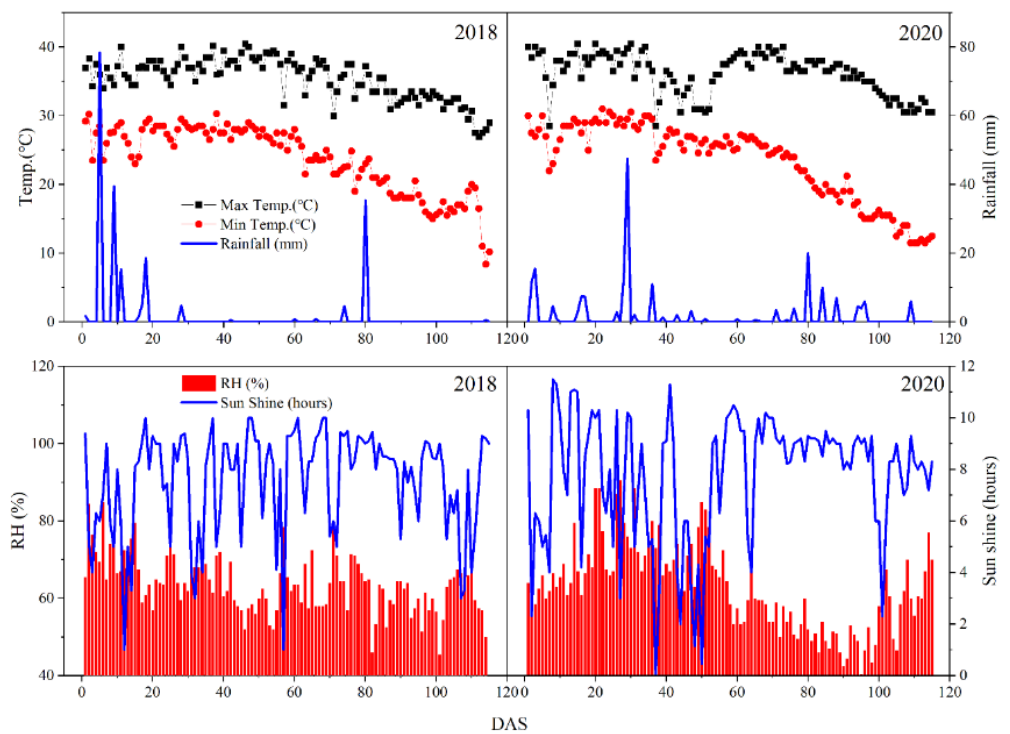 2018
2020
40
30
20
10
0
Temp.(℃)
80
60
40
20
0
Rainfall (mm)
Max Temp.(℃)
Min Temp.(℃)
Rainfall (mm)
0 20 40 60 80 100 120 0 20 40 60 80 100 120
120
100
80
60
40
RH (%)
RH (%)
Sun Shine (hours)
2018
2020
12
10
8
6
4
2
0
Sun shine (hours)
0 20 40 60 80 100 120 0 20 40 60 80 100 120
DAS